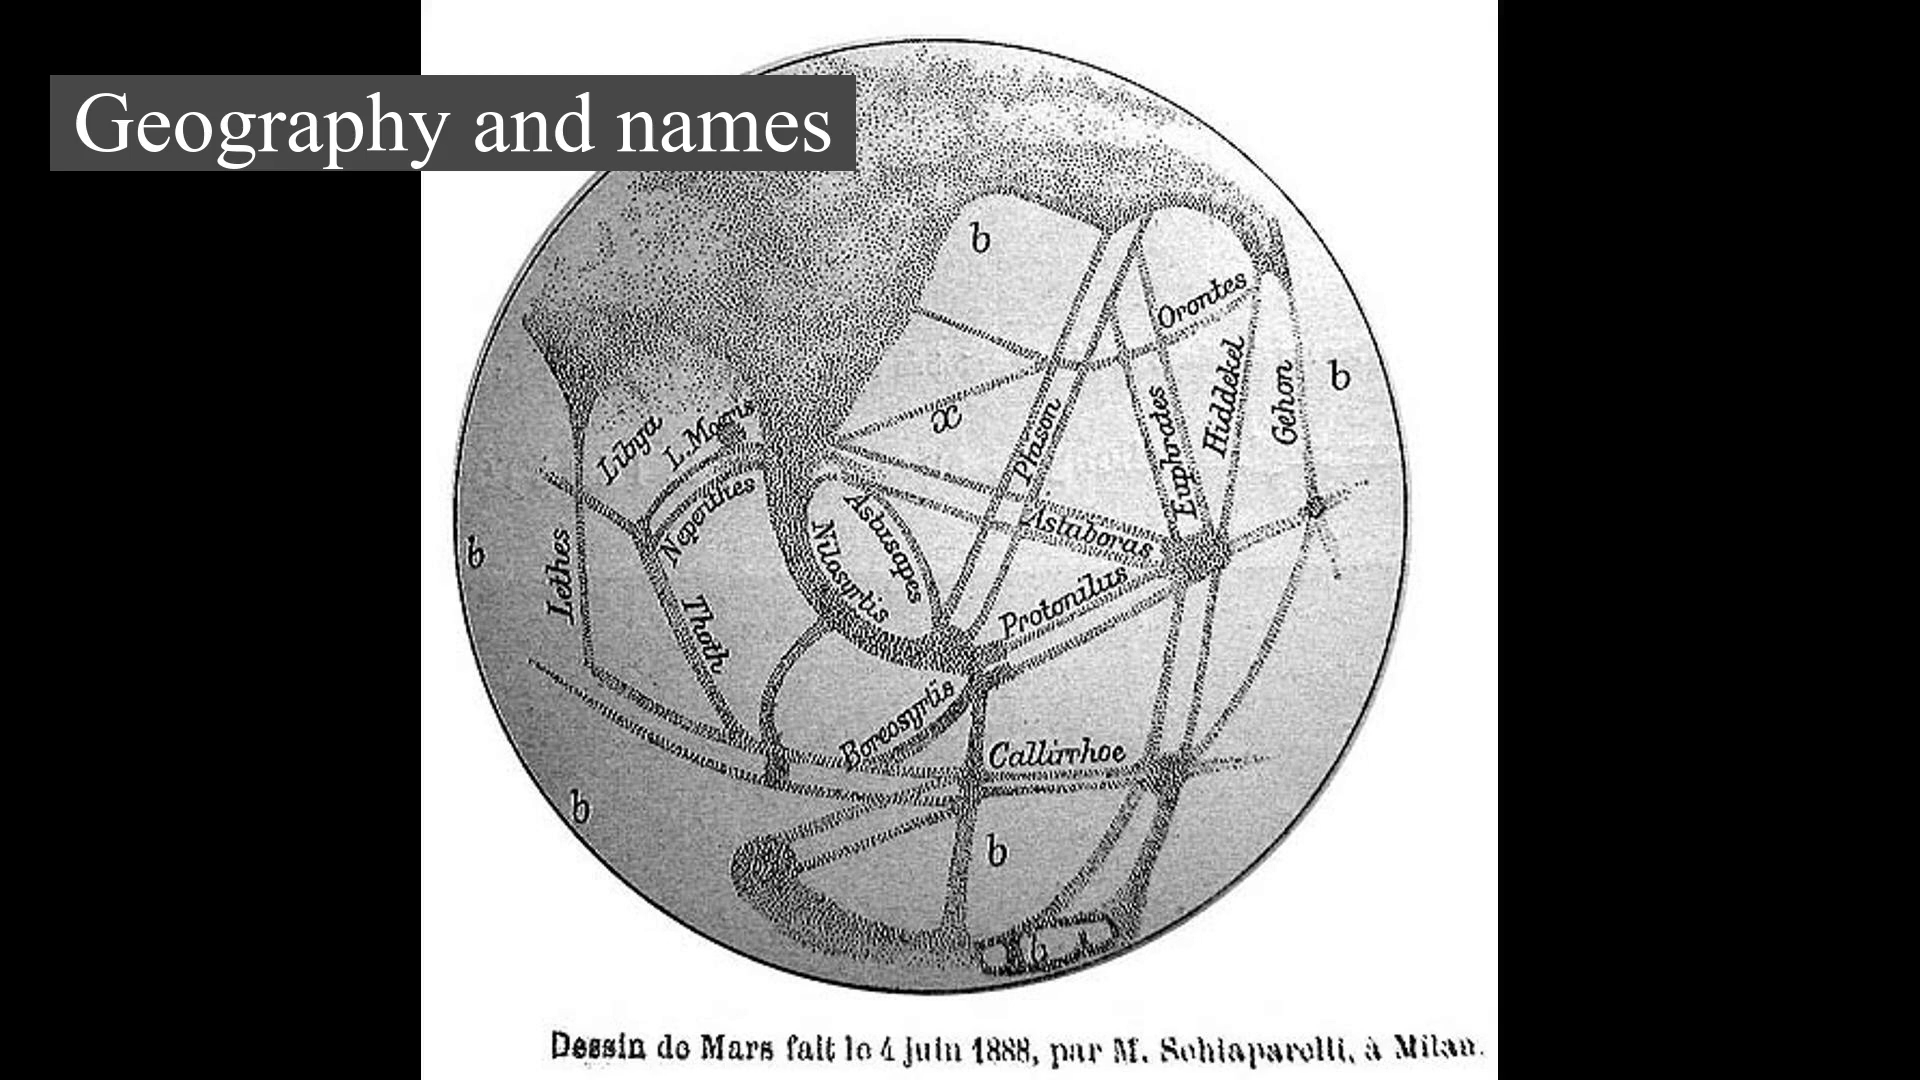 Geography and names
b
Orontes
b
Hiddekel
Gehon
Euphrades
x
Phison
Libya
L. Moeris
Nepenthes
Astusapes
Nilosyrtis
Astaboras
b
Lethes
Thoth
Protonilus
Boreosyrtis
Callirrhoe
b
b
b
Dessin de Mars fait le 4 juin 1888, par M. Schiaparelli, à Milan.